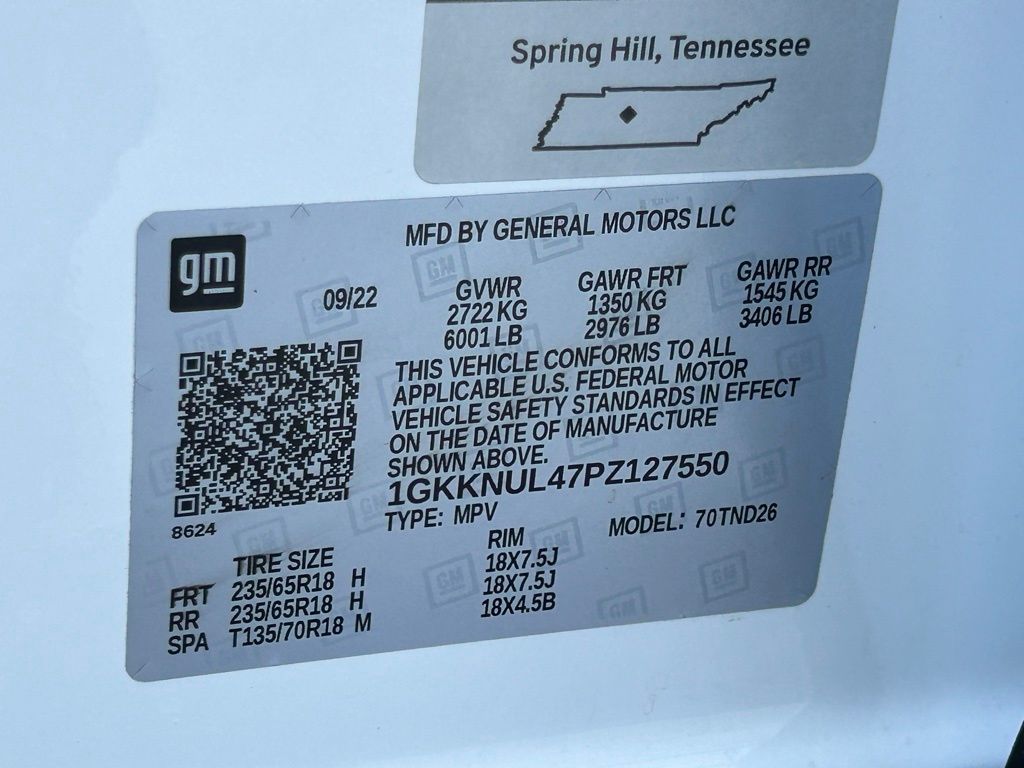 Spring Hill, Tennessee
MFD BY GENERAL MOTORS LLC
gm
09/22
GVWR
2722 KG
6001 LB
GAWR FRT
1350 KG
2976 LB
GAWR RR
1545 KG
3406 LB
THIS VEHICLE CONFORMS TO ALL
APPLICABLE U.S. FEDERAL MOTOR
VEHICLE SAFETY STANDARDS IN EFFECT
ON THE DATE OF MANUFACTURE
SHOWN ABOVE.
1GKKNUL47PZ127550
8624
TYPE: MPV
MODEL: 70TND26
TIRE SIZE RIM
FRT 235/65R18 H 18X7.5J
RR 235/65R18 H 18X7.5J
SPA T135/70R18 M 18X4.5B